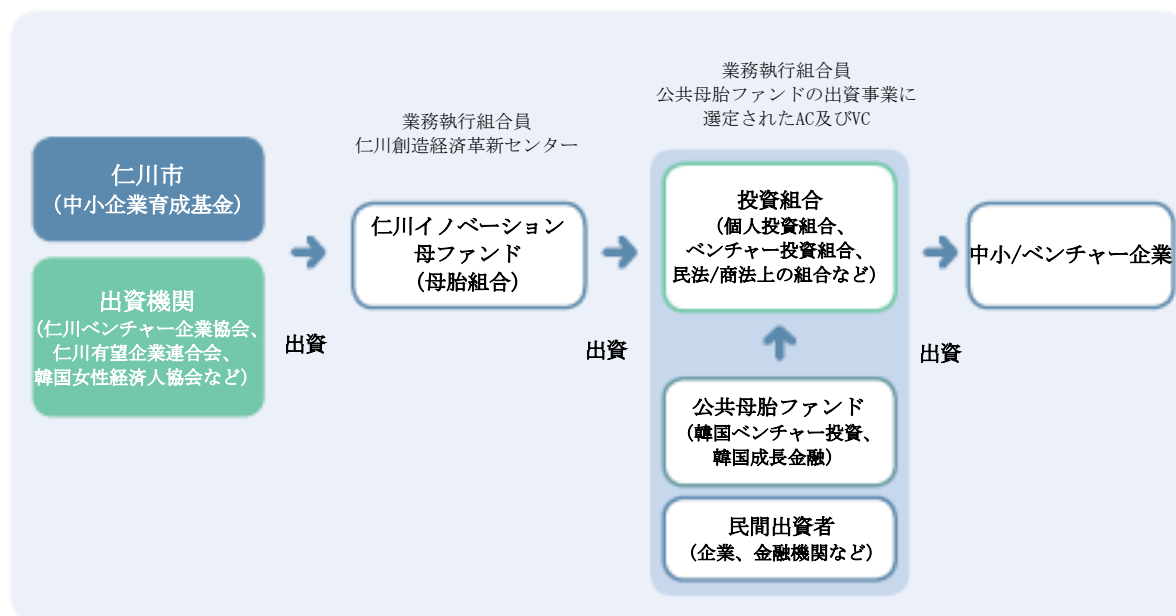 仁川市
(中小企業育成基金)
出資機関
(仁川ベンチャー企業協会、
仁川有望企業連合会、
韓国女性経済人協会など)
出資
業務執行組合員
仁川創造経済革新センター
仁川イノベーション
母ファンド
(母胎組合)
出資
業務執行組合員
公共母胎ファンドの出資事業に
選定されたAC及びVC
投資組合
(個人投資組合、
ベンチャー投資組合、
民法/商法上の組合など)
公共母胎ファンド
(韓国ベンチャー投資、
韓国成長金融)
民間出資者
(企業、金融機関など)
出資
中小/ベンチャー企業